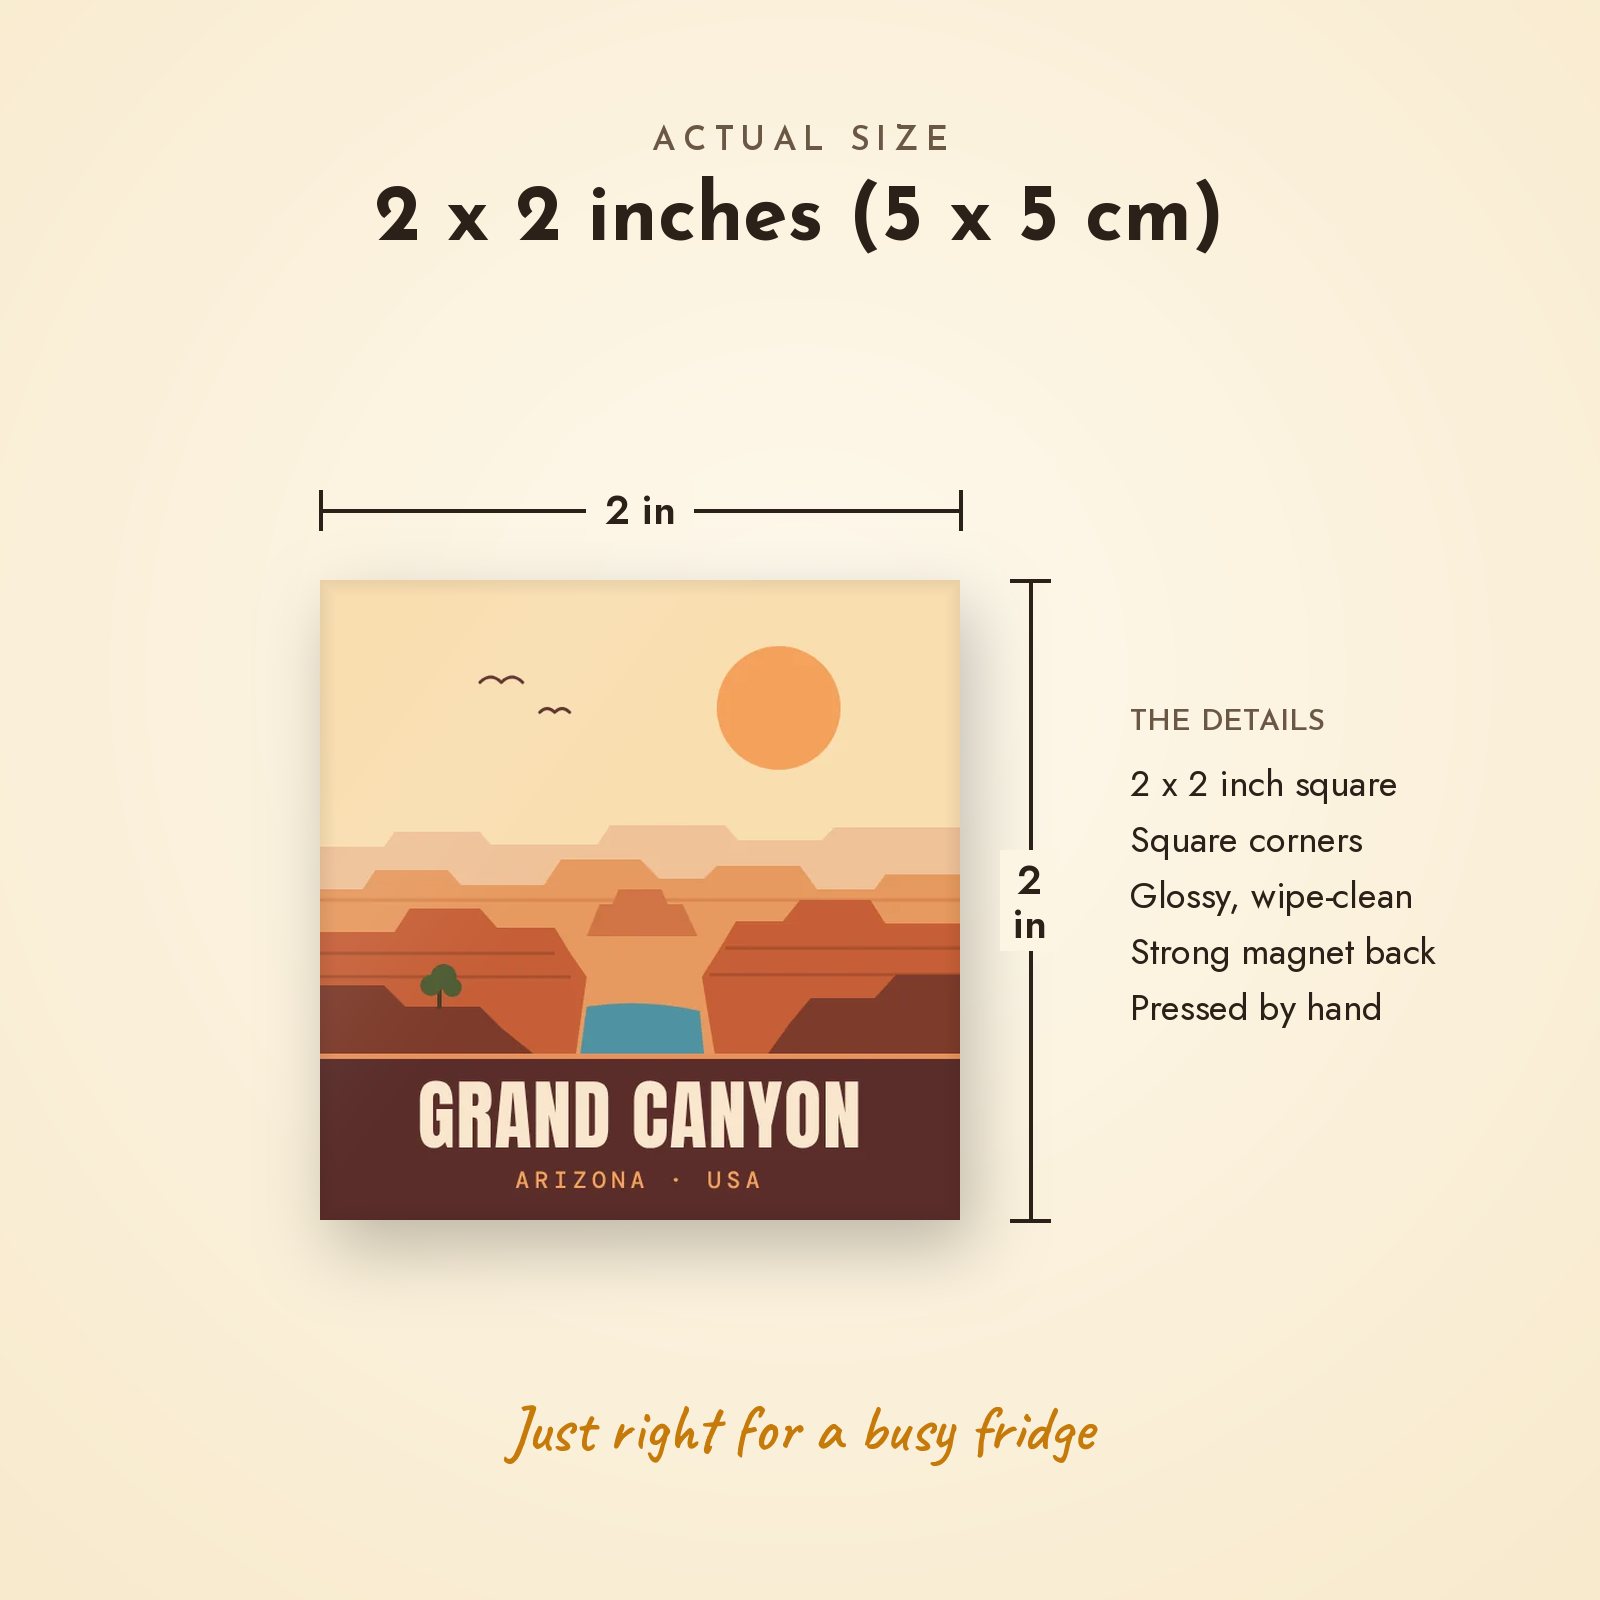 ACTUAL SIZE
2 x 2 inches (5 x 5 cm)
2 in
2
in
THE DETAILS
2 x 2 inch square
Square corners
Glossy, wipe-clean
Strong magnet back
Pressed by hand
GRAND CANYON
ARIZONA · USA
Just right for a busy fridge